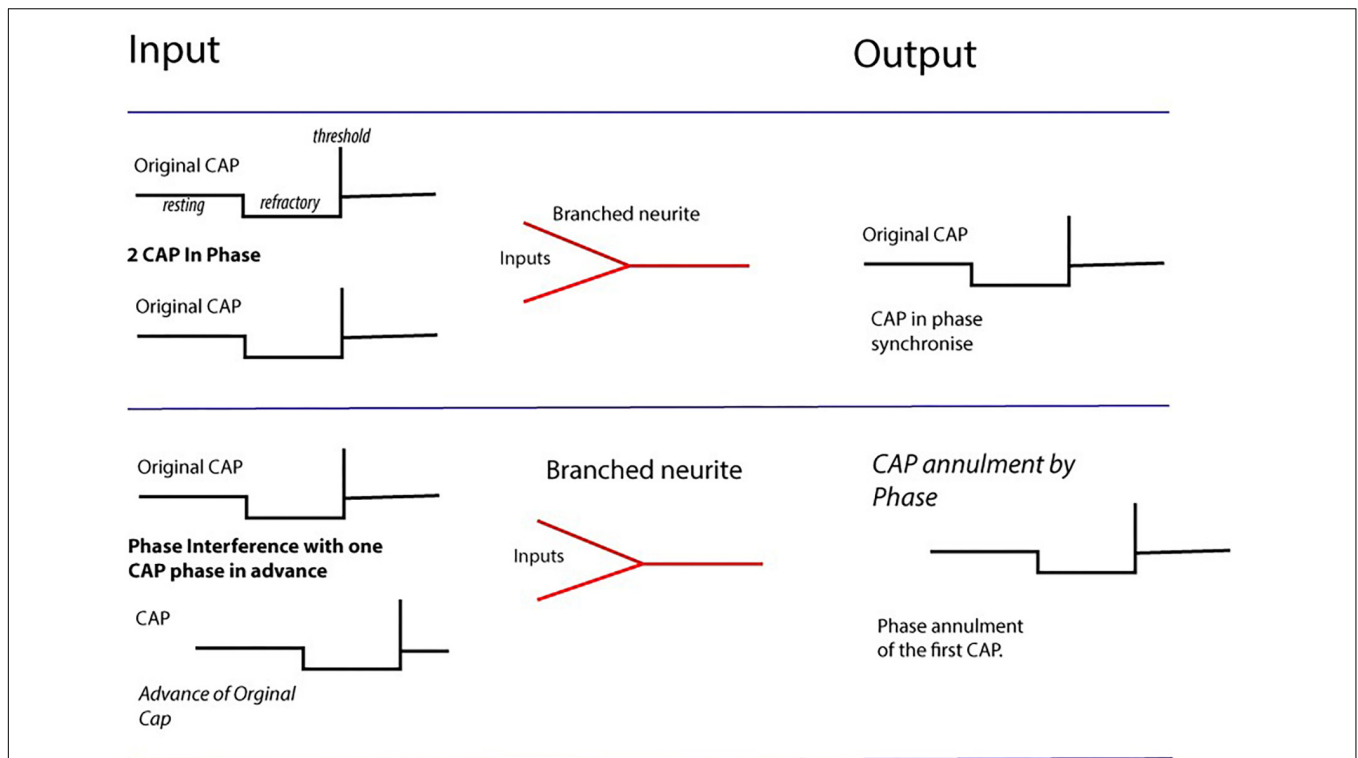 Input
Output
threshold
Original CAP
resting
refractory
2 CAP In Phase
Original CAP
Branched neurite
Inputs
Original CAP
CAP in phase
synchronise
Original CAP
Phase Interference with one
CAP phase in advance
CAP
Advance of Orginal
Cap
Branched neurite
Inputs
CAP annulment by
Phase
Phase annulment
of the first CAP.